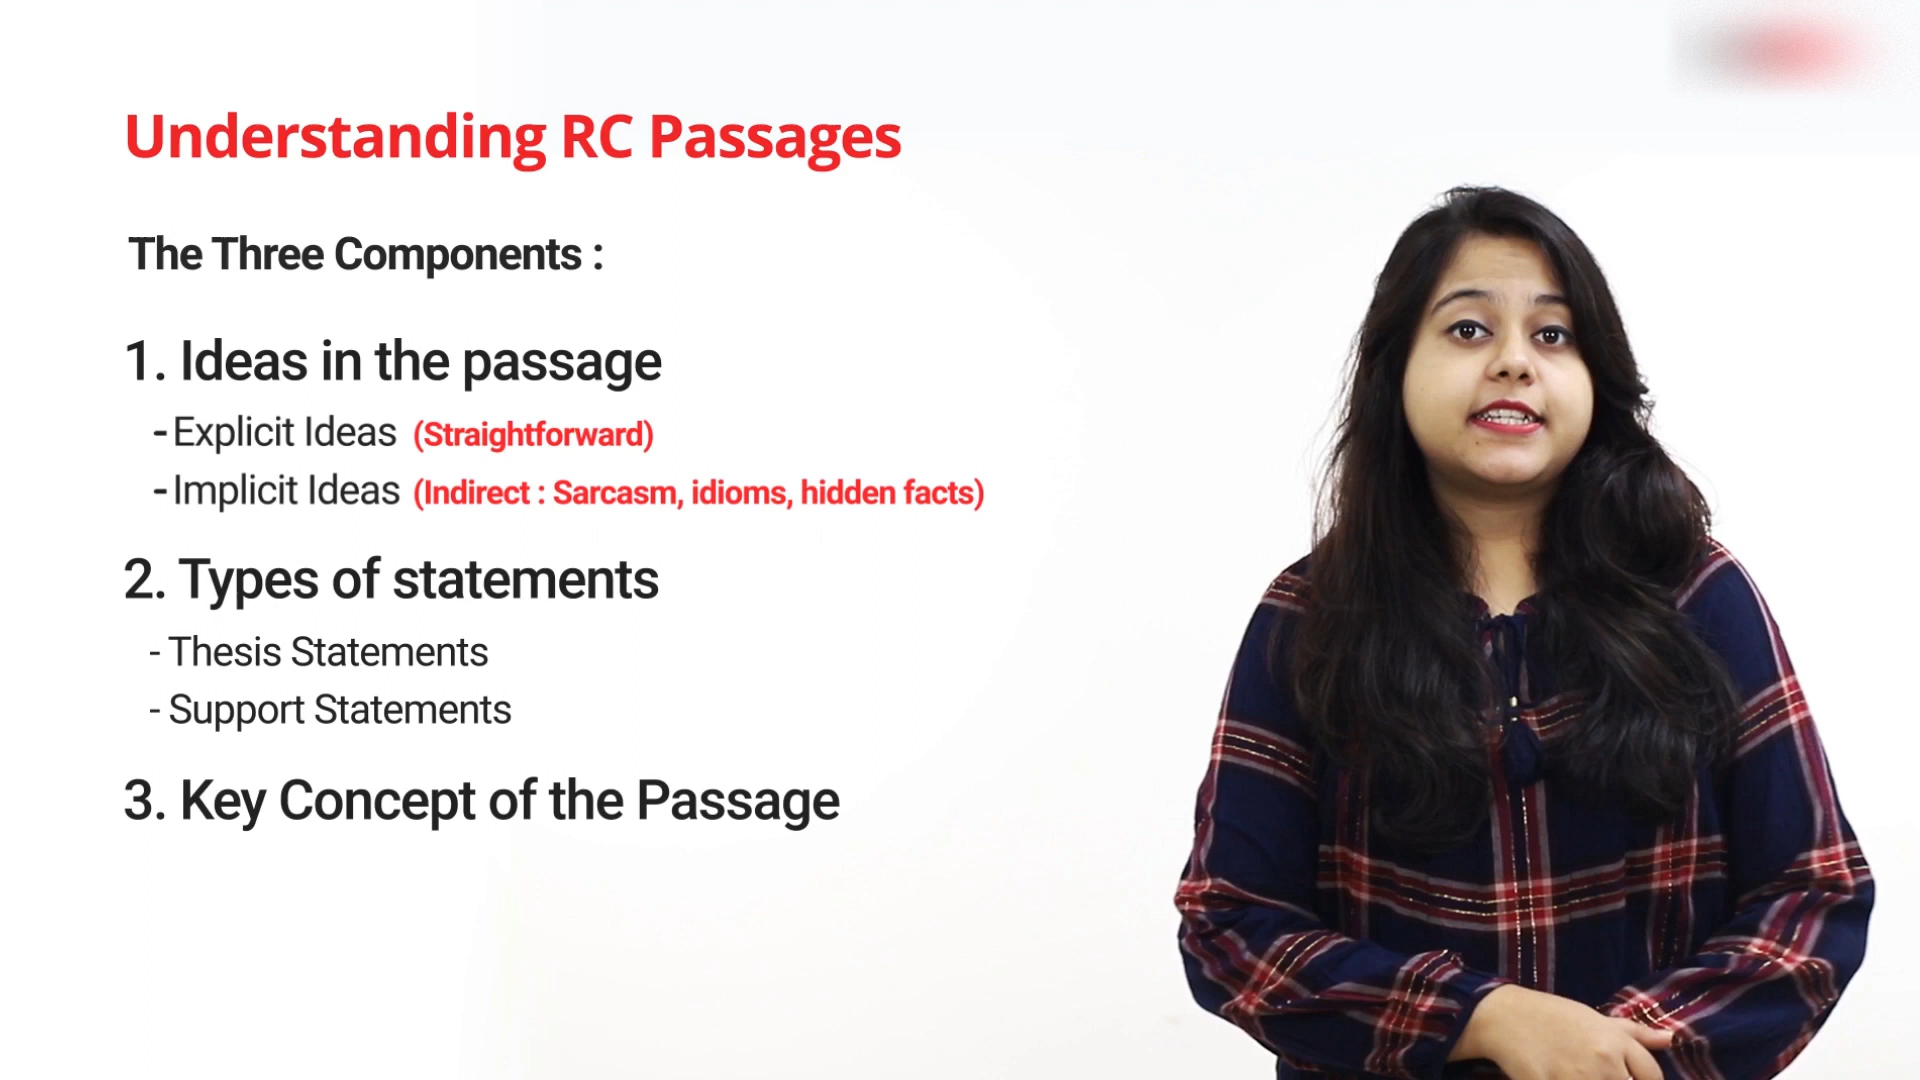 Understanding RC Passages
The Three Components :
1. Ideas in the passage
- Explicit Ideas (Straightforward)
- Implicit Ideas (Indirect : Sarcasm, idioms, hidden facts)
2. Types of statements
- Thesis Statements
- Support Statements
3. Key Concept of the Passage